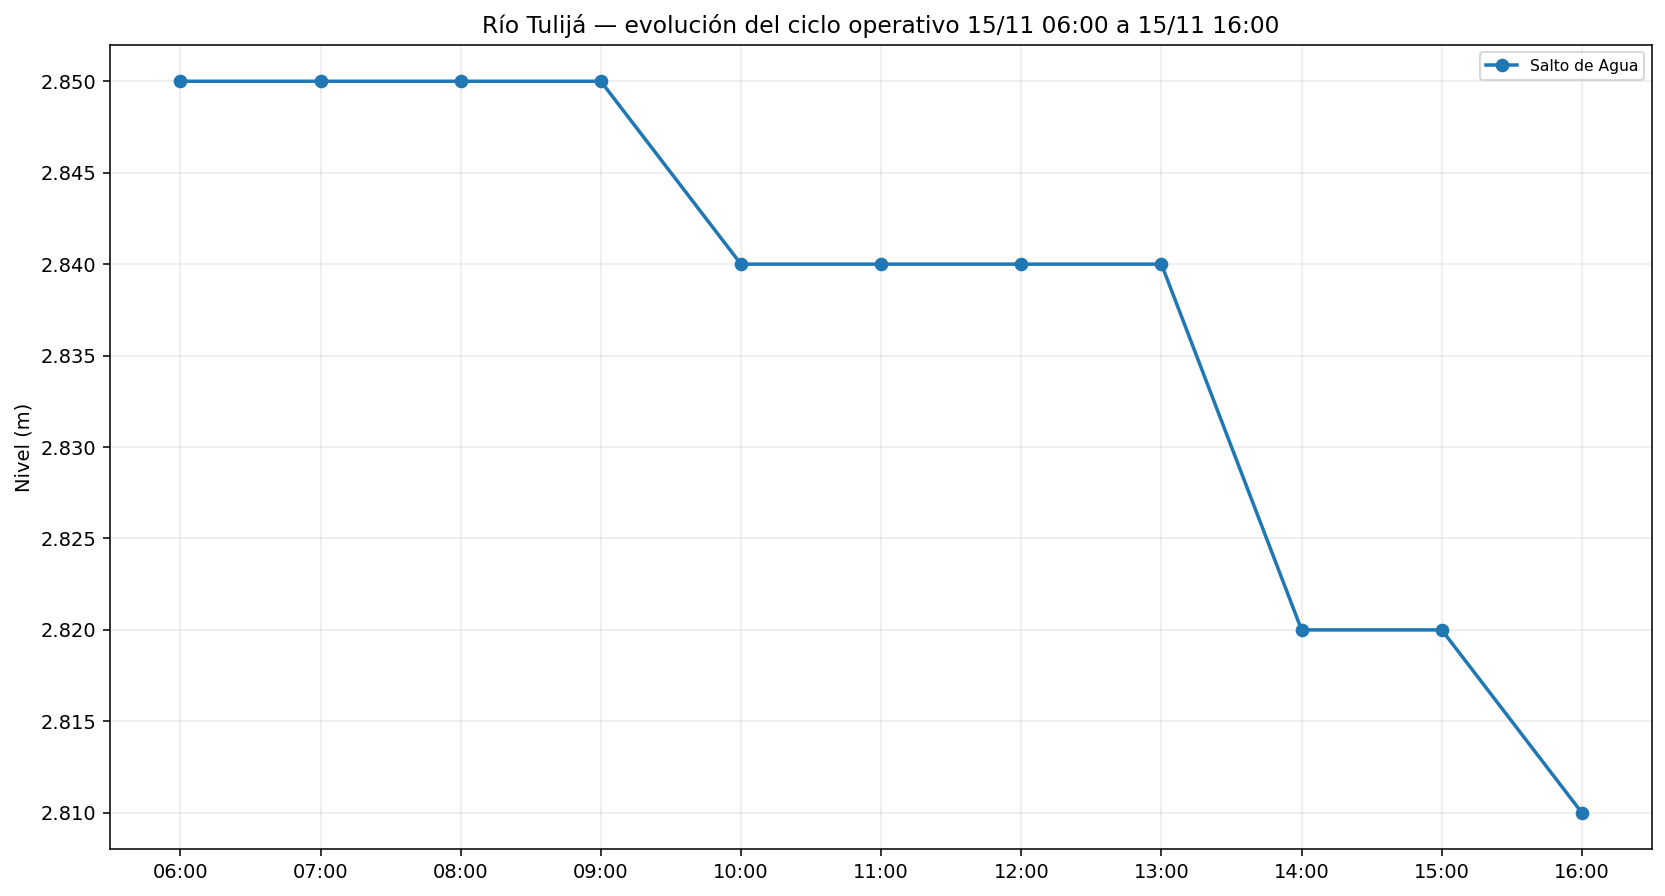 Río Tulijá — evolución del ciclo operativo 15/11 06:00 a 15/11 16:00
Salto de Agua
Nivel (m)
2.850
2.845
2.840
2.835
2.830
2.825
2.820
2.815
2.810
06:00 07:00 08:00 09:00 10:00 11:00 12:00 13:00 14:00 15:00 16:00